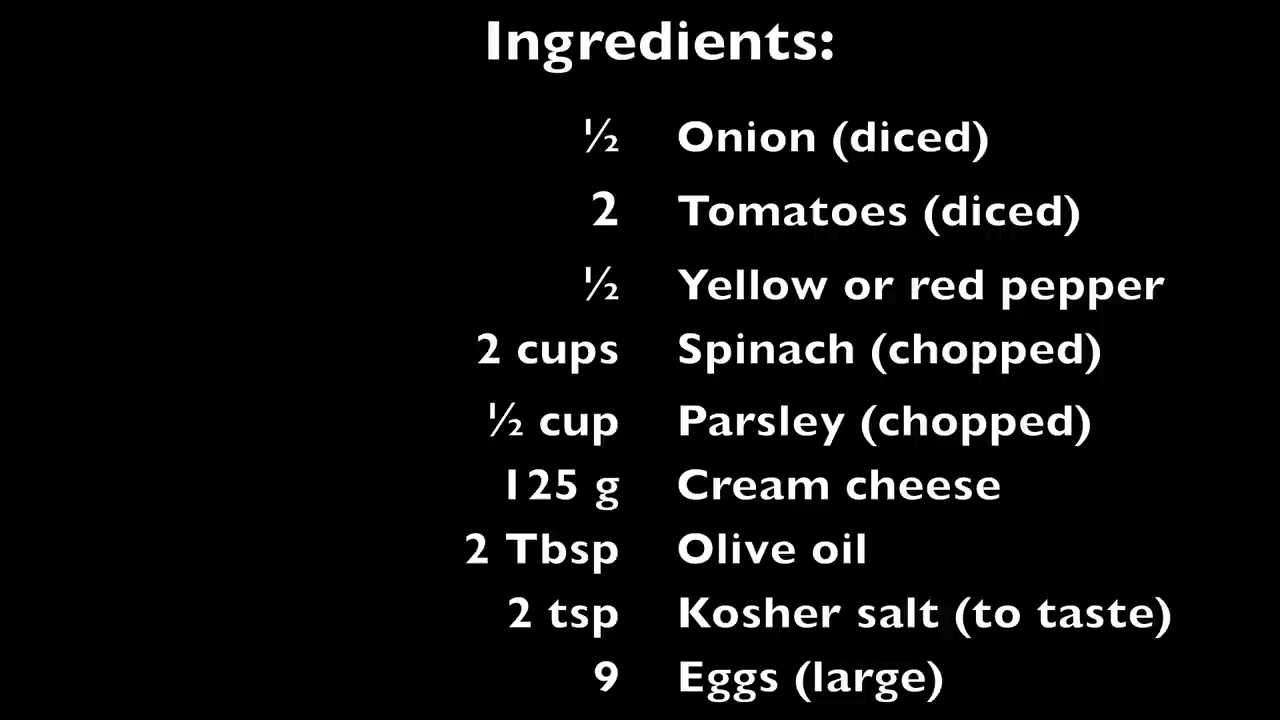 Ingredients:
½ Onion (diced)
2 Tomatoes (diced)
½ Yellow or red pepper
2 cups Spinach (chopped)
½ cup Parsley (chopped)
125 g Cream cheese
2 Tbsp Olive oil
2 tsp Kosher salt (to taste)
9 Eggs (large)